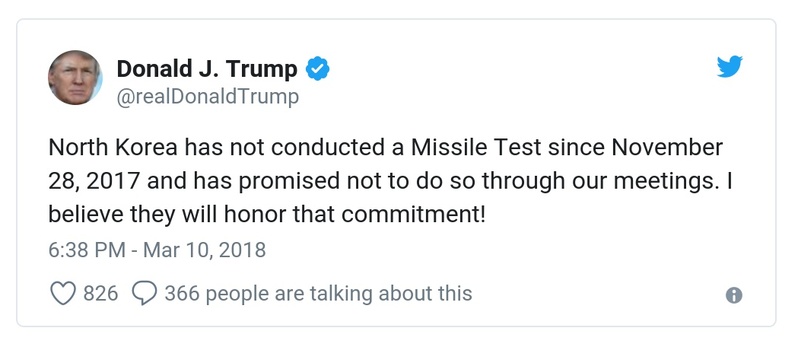 Donald J. Trump
@realDonaldTrump
North Korea has not conducted a Missile Test since November
28, 2017 and has promised not to do so through our meetings. I
believe they will honor that commitment!
6:38 PM - Mar 10, 2018
826 366 people are talking about this